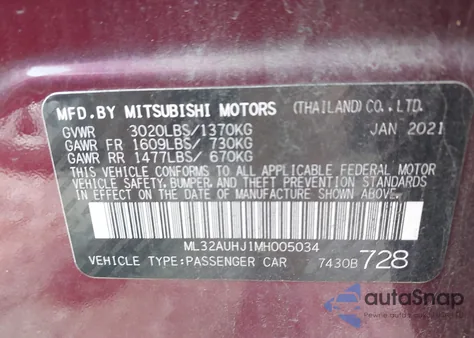 MFD.BY MITSUBISHI MOTORS (THAILAND)CO.,LTD.
GVWR 3020LBS/1370KG JAN 2021
GAWR FR 1609LBS/ 730KG
GAWR RR 1477LBS/ 670KG
THIS VEHICLE CONFORMS TO ALL APPLICABLE FEDERAL MOTOR
VEHICLE SAFETY, BUMPER, AND THEFT PREVENTION STANDARDS
IN EFFECT ON THE DATE OF MANUFACTURE SHOWN ABOVE.
ML32AUHJ1MH005034
VEHICLE TYPE:PASSENGER CAR 7430B 728
autoSnap